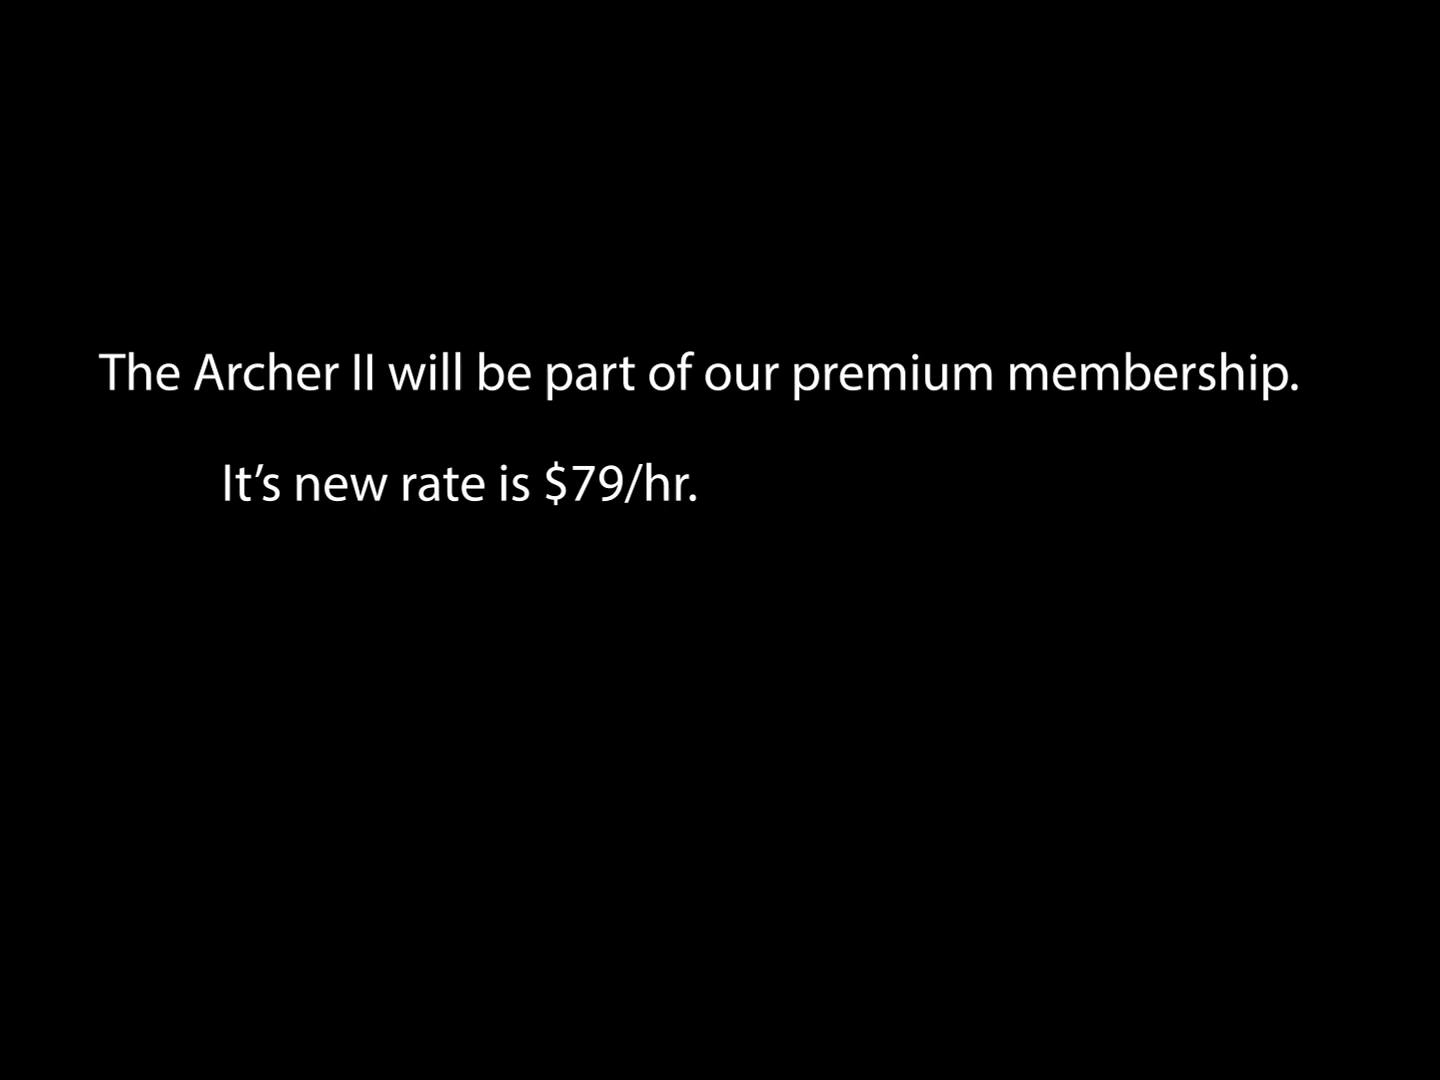 The Archer II will be part of our premium membership.
It’s new rate is $79/hr.